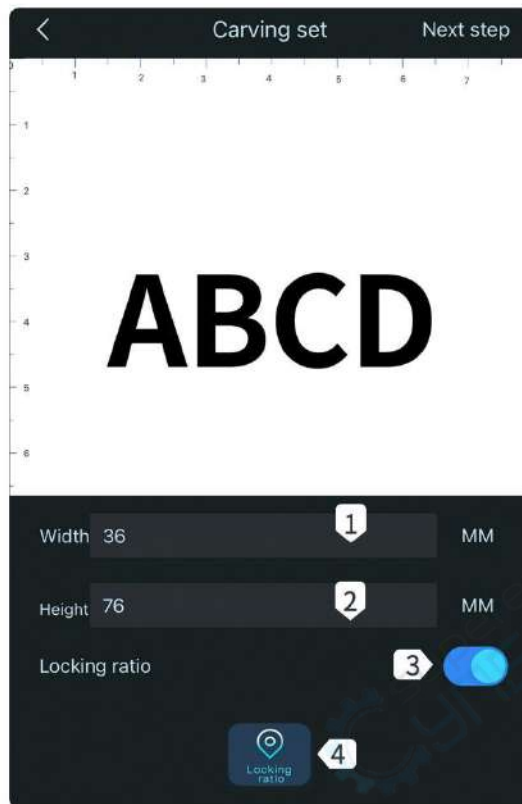 Carving set Next step
0 1 2 3 4 5 6 7
1
2
3
4
5
6
ABCD
Width 36 1 MM
Height 76 2 MM
Locking ratio 3
Locking
ratio
4